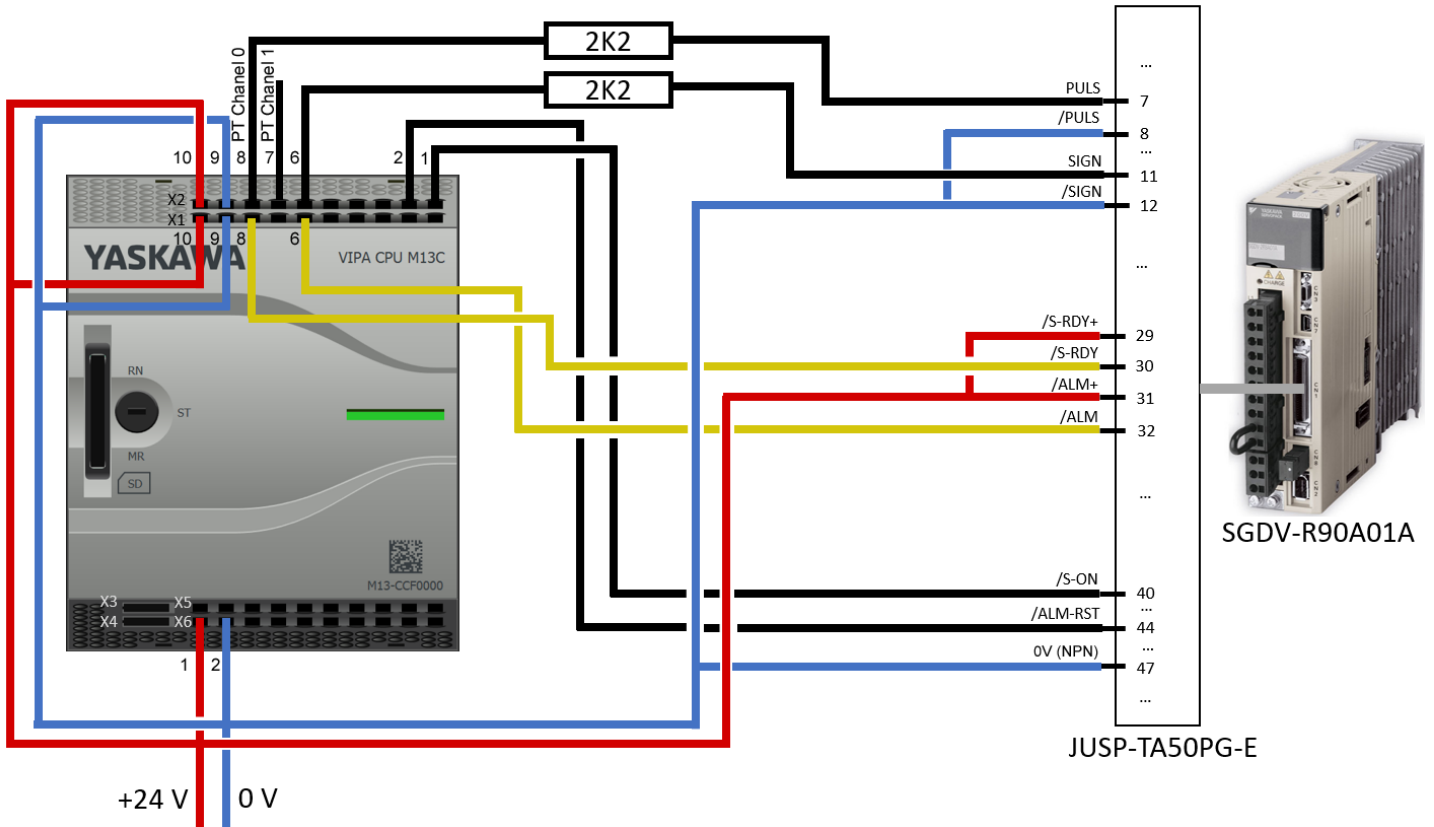 2K2
2K2
PT Chanel 0
PT Chanel 1
10 9 8 7 6 2 1
X2
X1
10 9 8 6
YASKAWA
VIPA CPU M13C
RN
ST
MR
SD
M13-CCF0000
X3 X5
X4 X6
1 2
+24 V
0 V
...
PULS 7
/PULS 8
...
SIGN 11
/SIGN 12
...
/S-RDY+ 29
/S-RDY 30
/ALM+ 31
/ALM 32
...
/S-ON 40
...
/ALM-RST 44
...
0V (NPN) 47
...
JUSP-TA50PG-E
CHARGE
SGDV-R90A01A